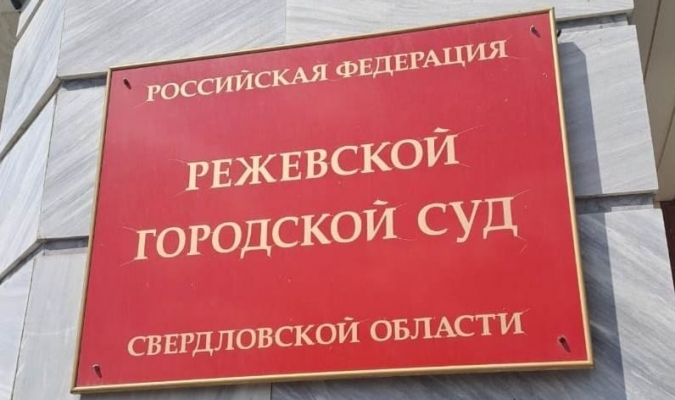 РОССИЙСКАЯ ФЕДЕРАЦИЯ
РЕЖЕВСКОЙ
ГОРОДСКОЙ СУД
СВЕРДЛОВСКОЙ ОБЛАСТИ